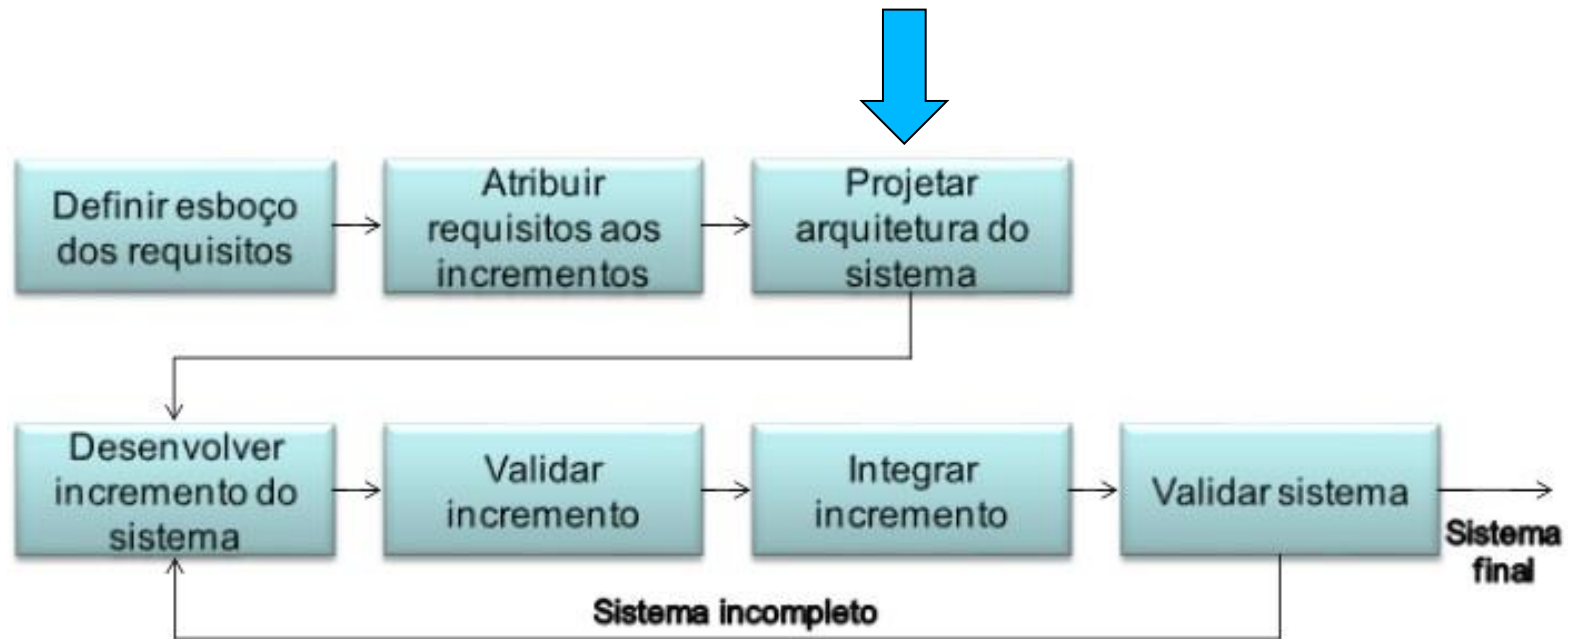 Definir esboço
dos requisitos
Atribuir
requisitos aos
incrementos
Projetar
arquitetura do
sistema
Desenvolver
incremento do
sistema
Validar
incremento
Integrar
incremento
Validar sistema
Sistema
final
Sistema incompleto